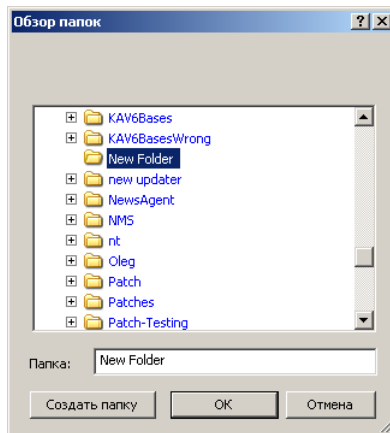 Обзор папок
KAV6Bases
KAV6BasesWrong
New Folder
new updater
NewsAgent
NMS
nt
Oleg
Patch
Patches
Patch-Testing
Папка: New Folder
Создать папку OK Отмена